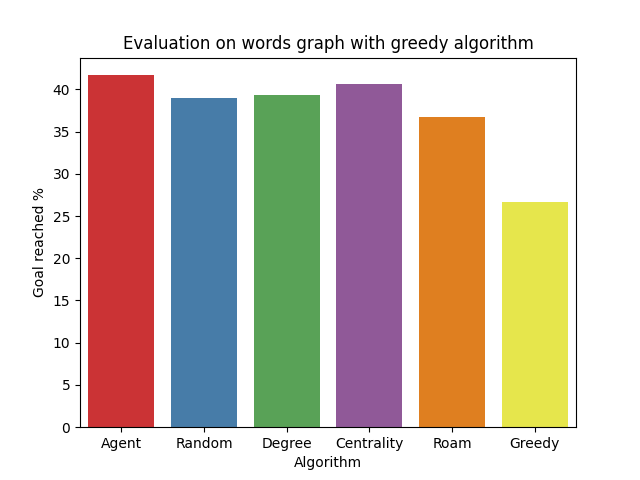 Evaluation on words graph with greedy algorithm
Goal reached %
40
35
30
25
20
15
10
5
0
Agent Random Degree Centrality Roam Greedy
Algorithm